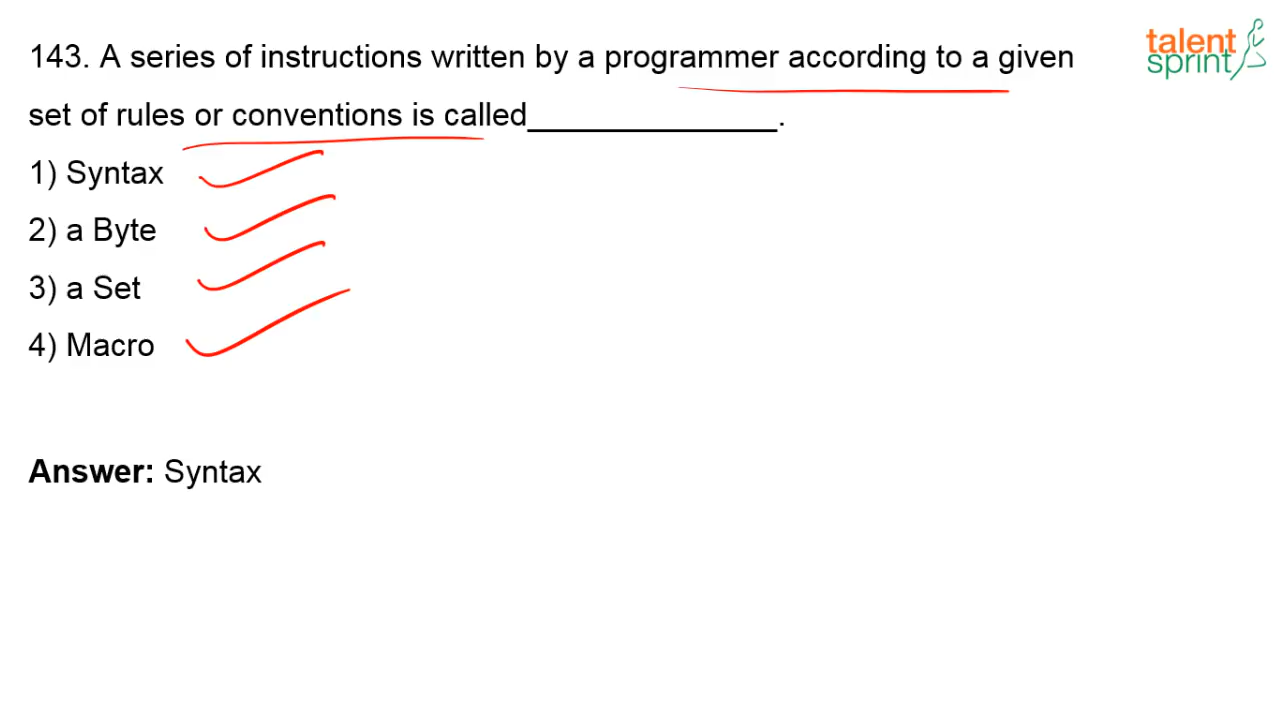 143. A series of instructions written by a programmer according to a given
set of rules or conventions is called______________.
1) Syntax
2) a Byte
3) a Set
4) Macro
Answer: Syntax
talent
sprint